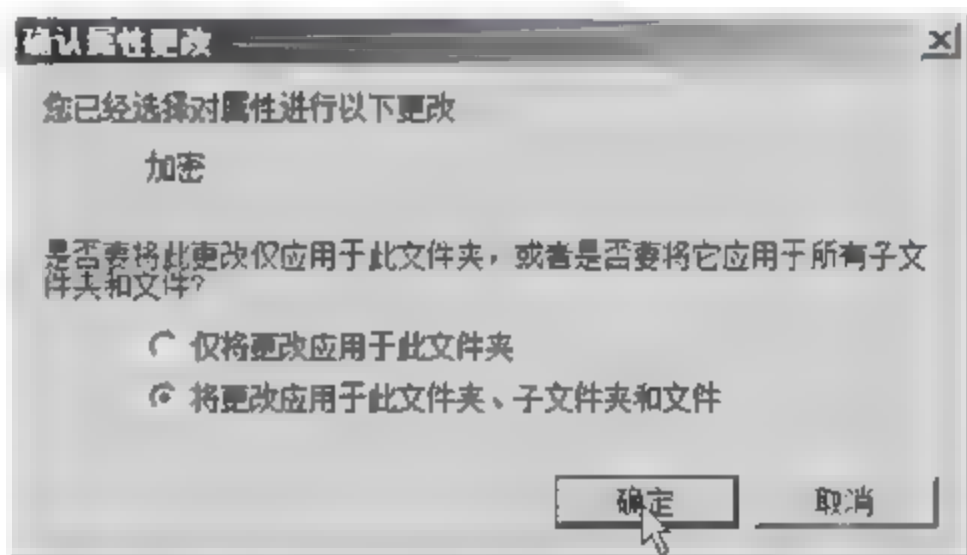 确认属性更改
您已经选择对属性进行以下更改
加密
是否要将此更改仅应用于此文件夹，或者是否要将它应用于所有子文
件夹和文件?
仅将更改应用于此文件夹
将更改应用于此文件夹、子文件夹和文件
确定
取消